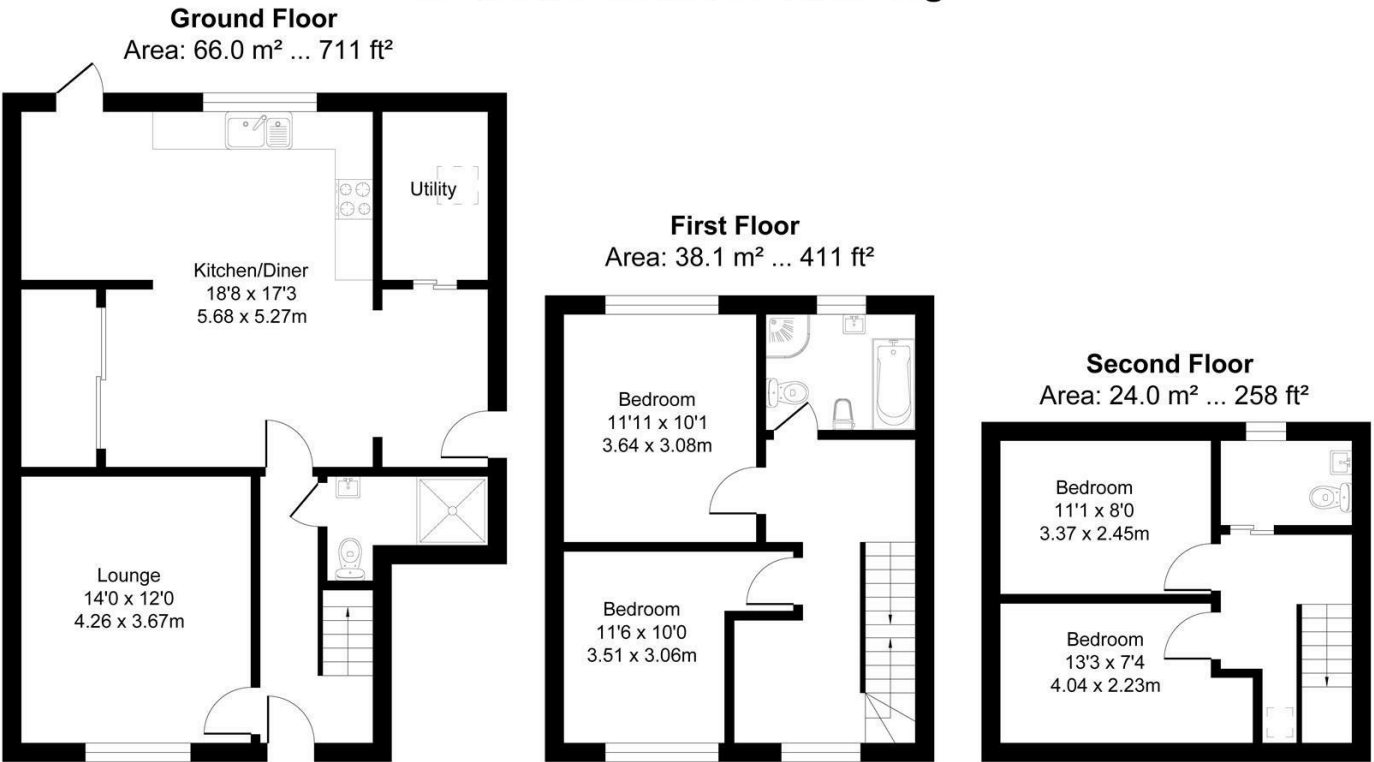 Ground Floor
Area: 66.0 m² ... 711 ft²
Utility
Kitchen/Diner
18'8 x 17'3
5.68 x 5.27m
Lounge
14'0 x 12'0
4.26 x 3.67m
First Floor
Area: 38.1 m² ... 411 ft²
Bedroom
11'11 x 10'1
3.64 x 3.08m
Bedroom
11'6 x 10'0
3.51 x 3.06m
Second Floor
Area: 24.0 m² ... 258 ft²
Bedroom
11'1 x 8'0
3.37 x 2.45m
Bedroom
13'3 x 7'4
4.04 x 2.23m